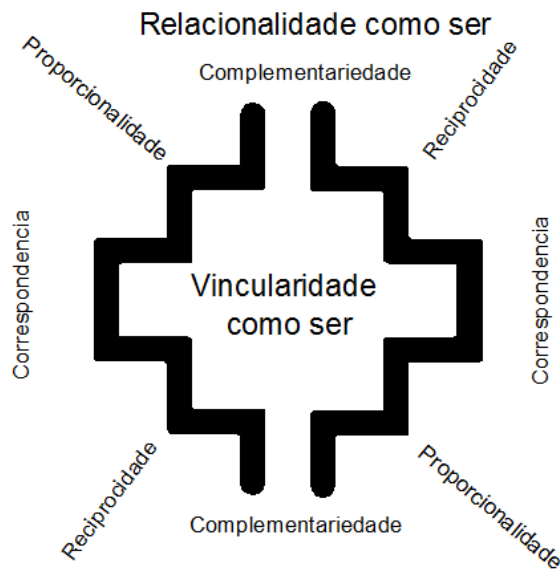 Relacionalidade como ser
Complementariedade
Proporcionalidade
Reciprocidade
Correspondencia
Vincularidade
como ser
Correspondencia
Reciprocidade
Proporcionalidade
Complementariedade